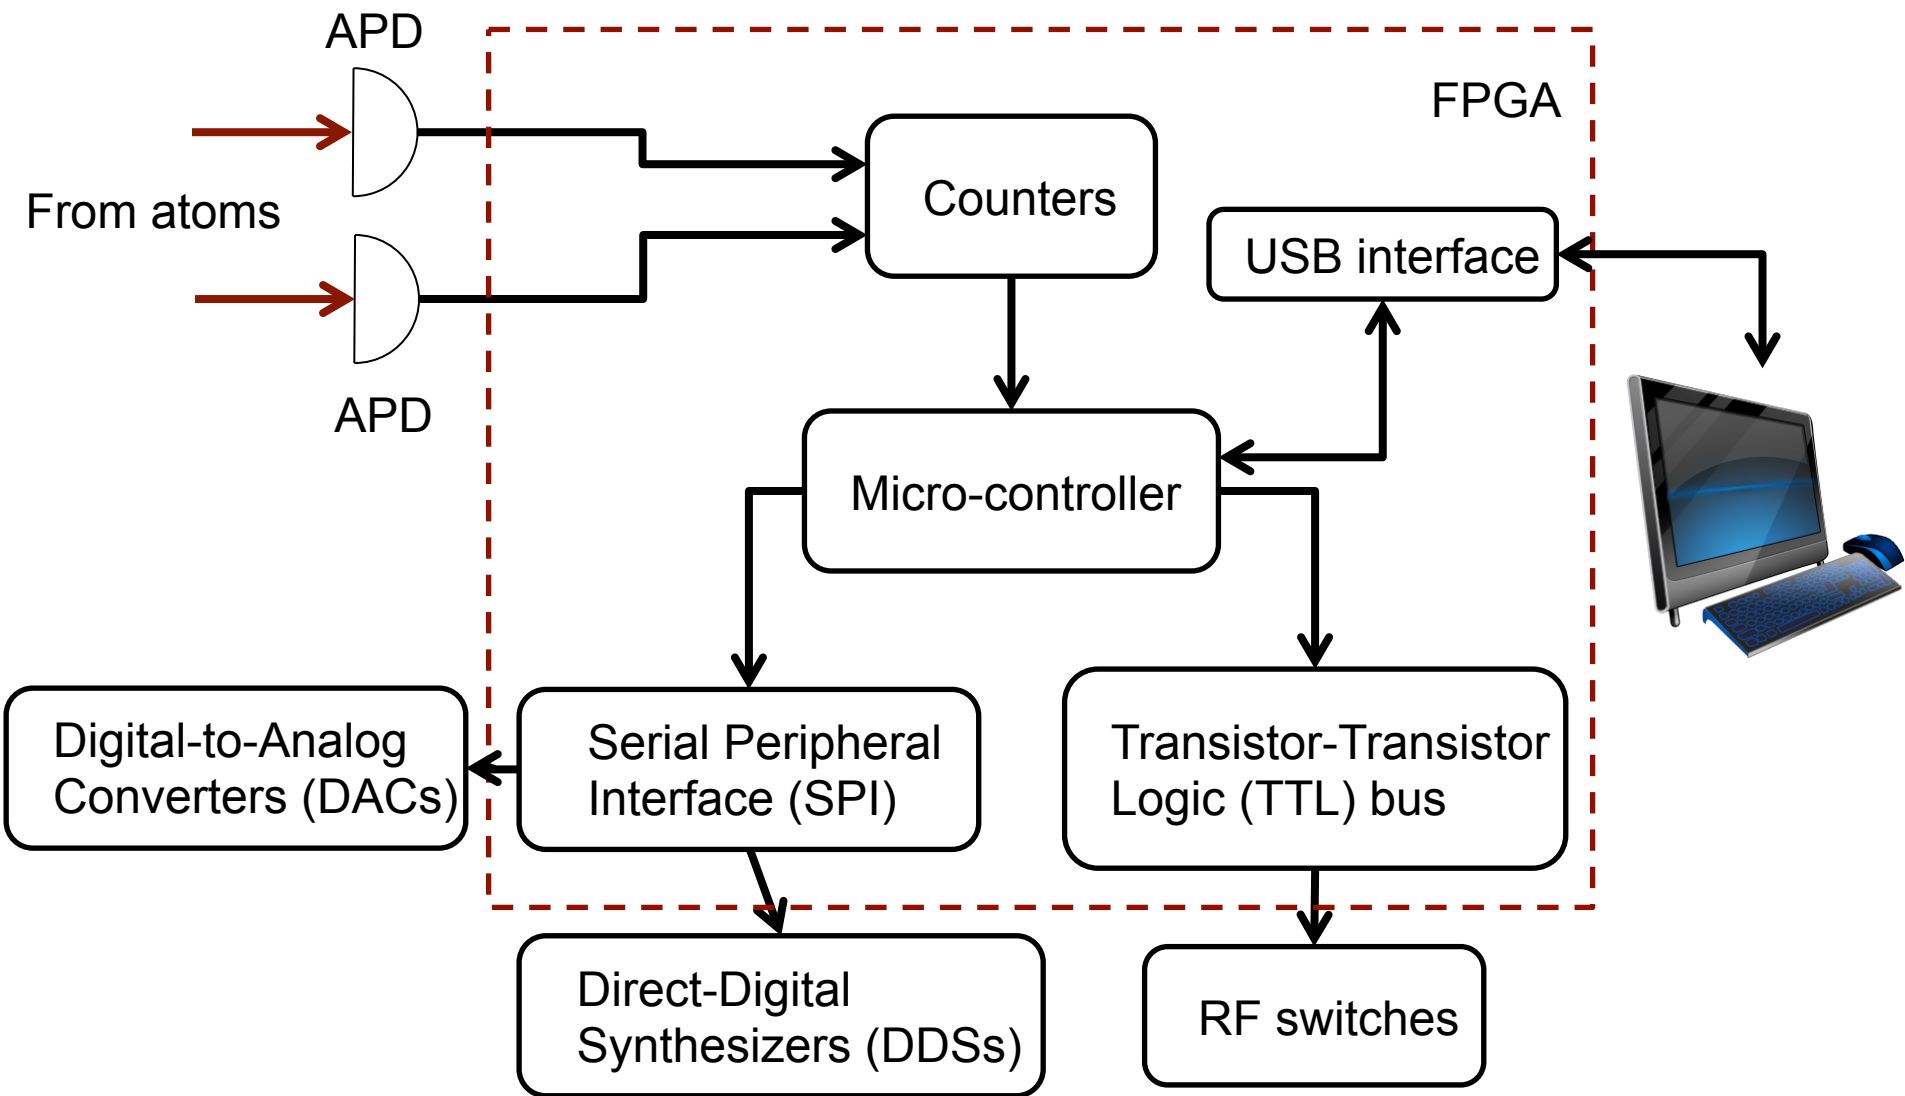 APD
FPGA
From atoms
Counters
USB interface
APD
Micro-controller
Digital-to-Analog
Converters (DACs)
Serial Peripheral
Interface (SPI)
Transistor-Transistor
Logic (TTL) bus
Direct-Digital
Synthesizers (DDSs)
RF switches